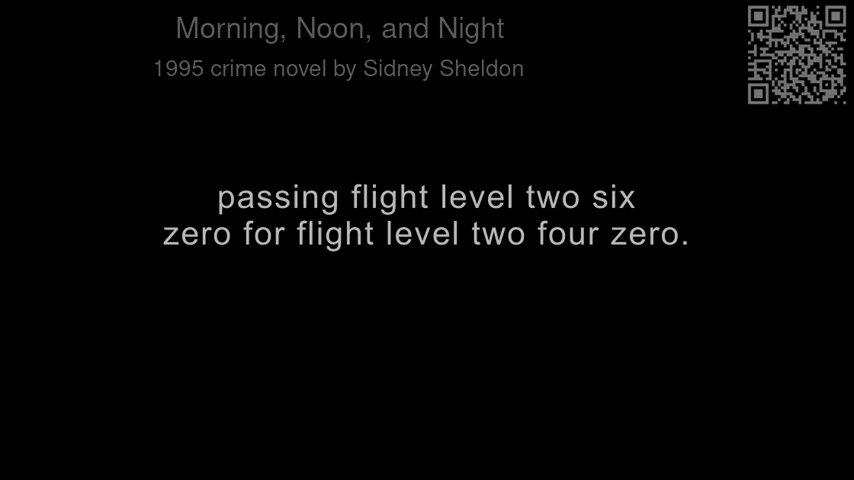 Morning, Noon, and Night
1995 crime novel by Sidney Sheldon
passing flight level two six
zero for flight level two four zero.